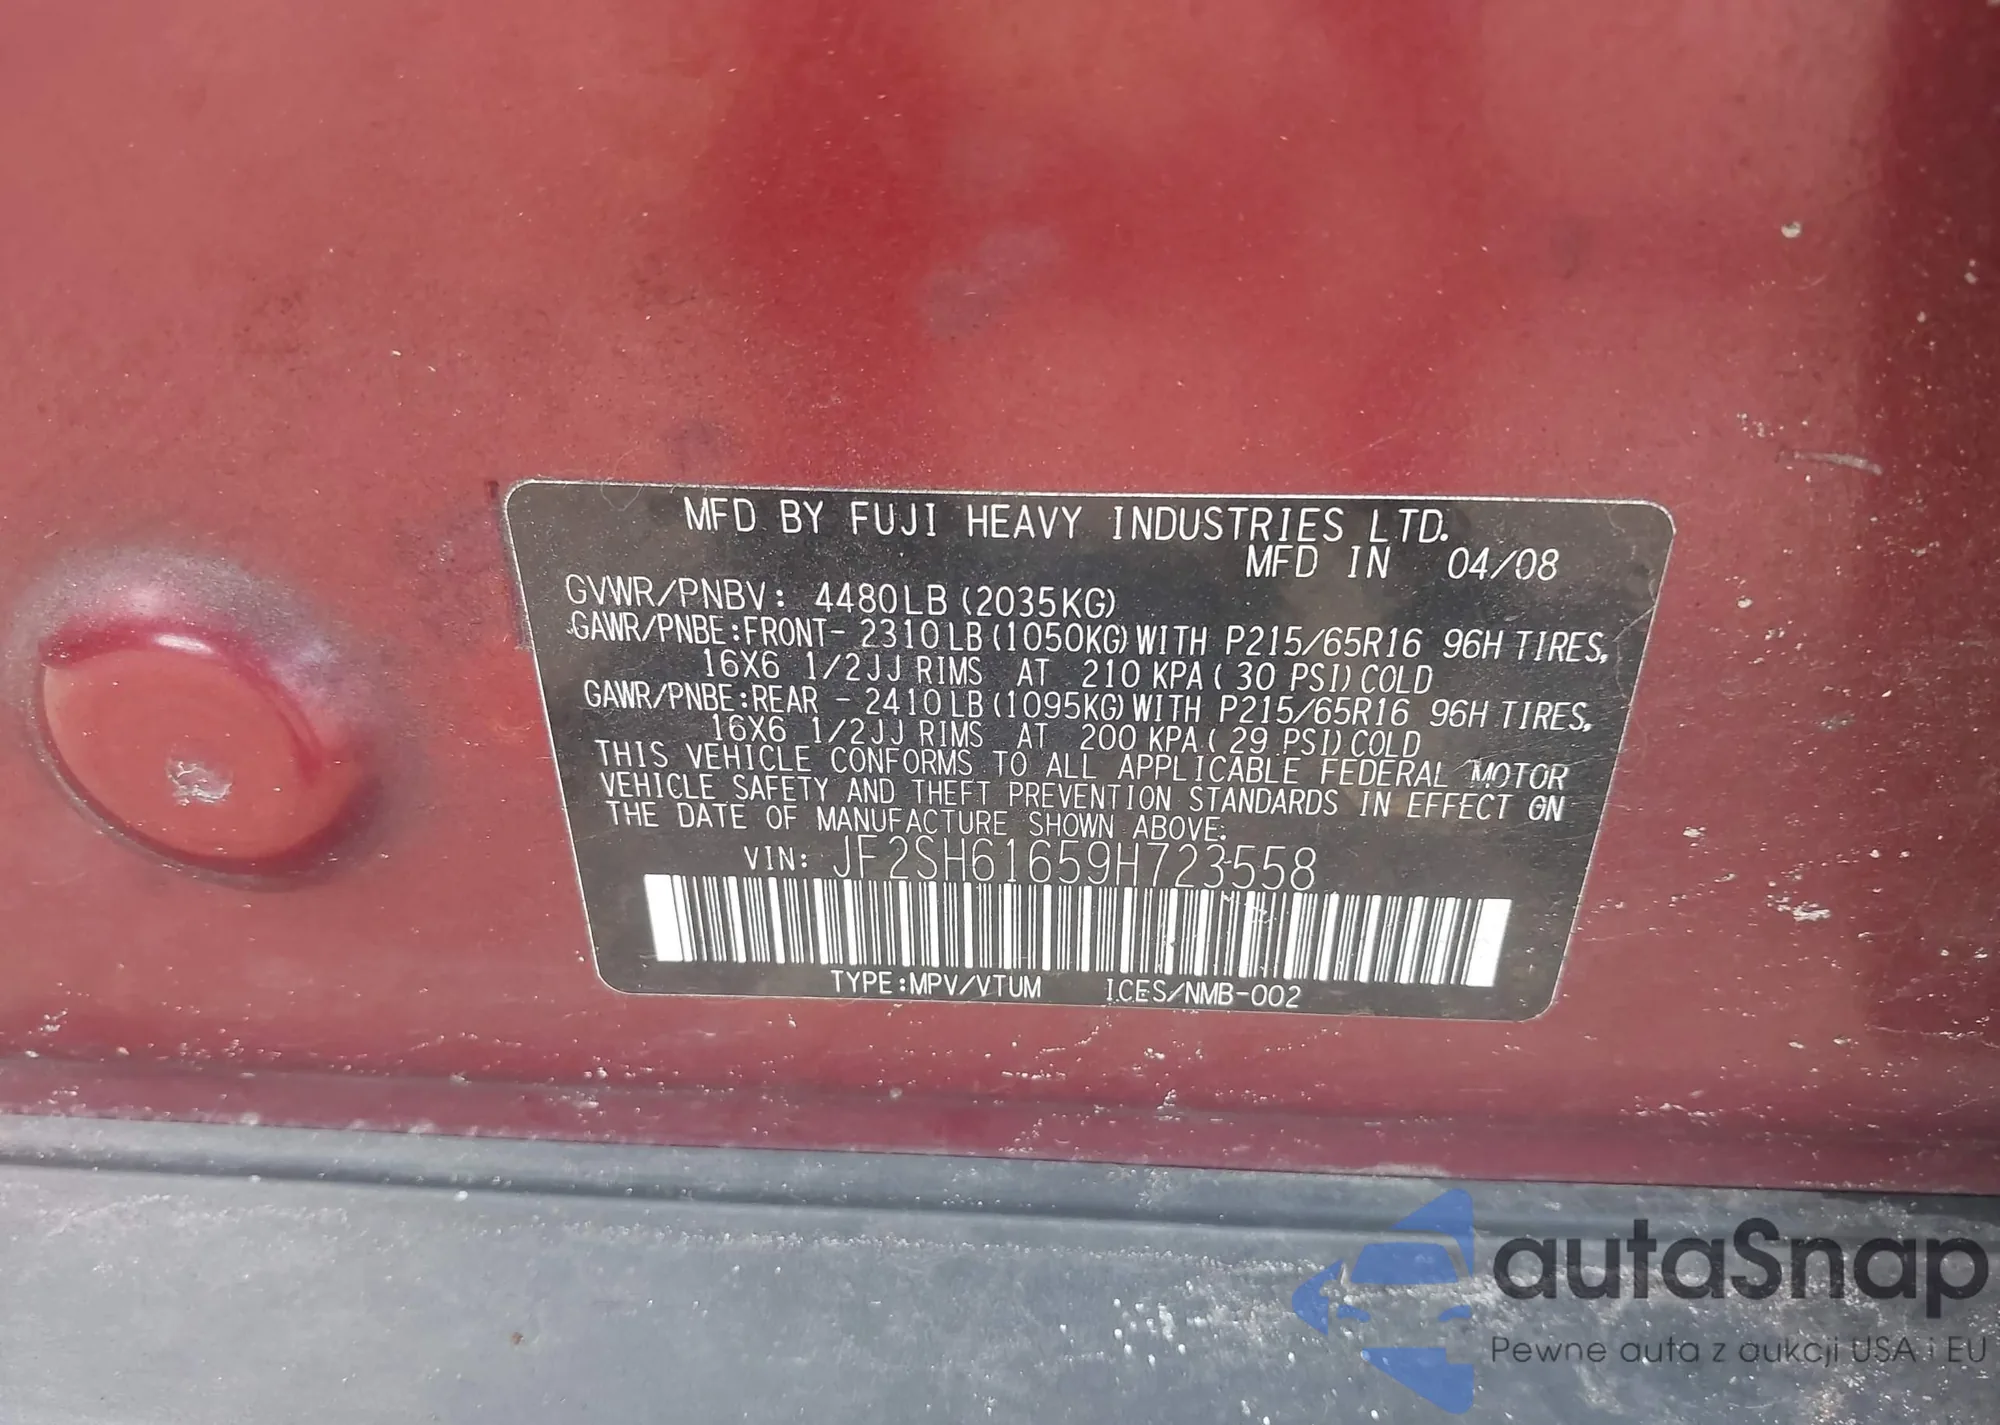 MFD BY FUJI HEAVY INDUSTRIES LTD.
MFD IN 04/08
GVWR/PNBV: 4480LB (2035KG)
GAWR/PNBE:FRONT- 2310LB (1050KG) WITH P215/65R16 96H TIRES,
16X6 1/2JJ RIMS AT 210 KPA ( 30 PSI) COLD
GAWR/PNBE:REAR - 2410LB (1095KG) WITH P215/65R16 96H TIRES,
16X6 1/2JJ RIMS AT 200 KPA ( 29 PSI) COLD
THIS VEHICLE CONFORMS TO ALL APPLICABLE FEDERAL MOTOR
VEHICLE SAFETY AND THEFT PREVENTION STANDARDS IN EFFECT ON
THE DATE OF MANUFACTURE SHOWN ABOVE.
VIN: JF2SH61659H723558
TYPE:MPV/VTUM ICES/NMB-002
autaSnap
Pewne auta z aukcji USA i EU